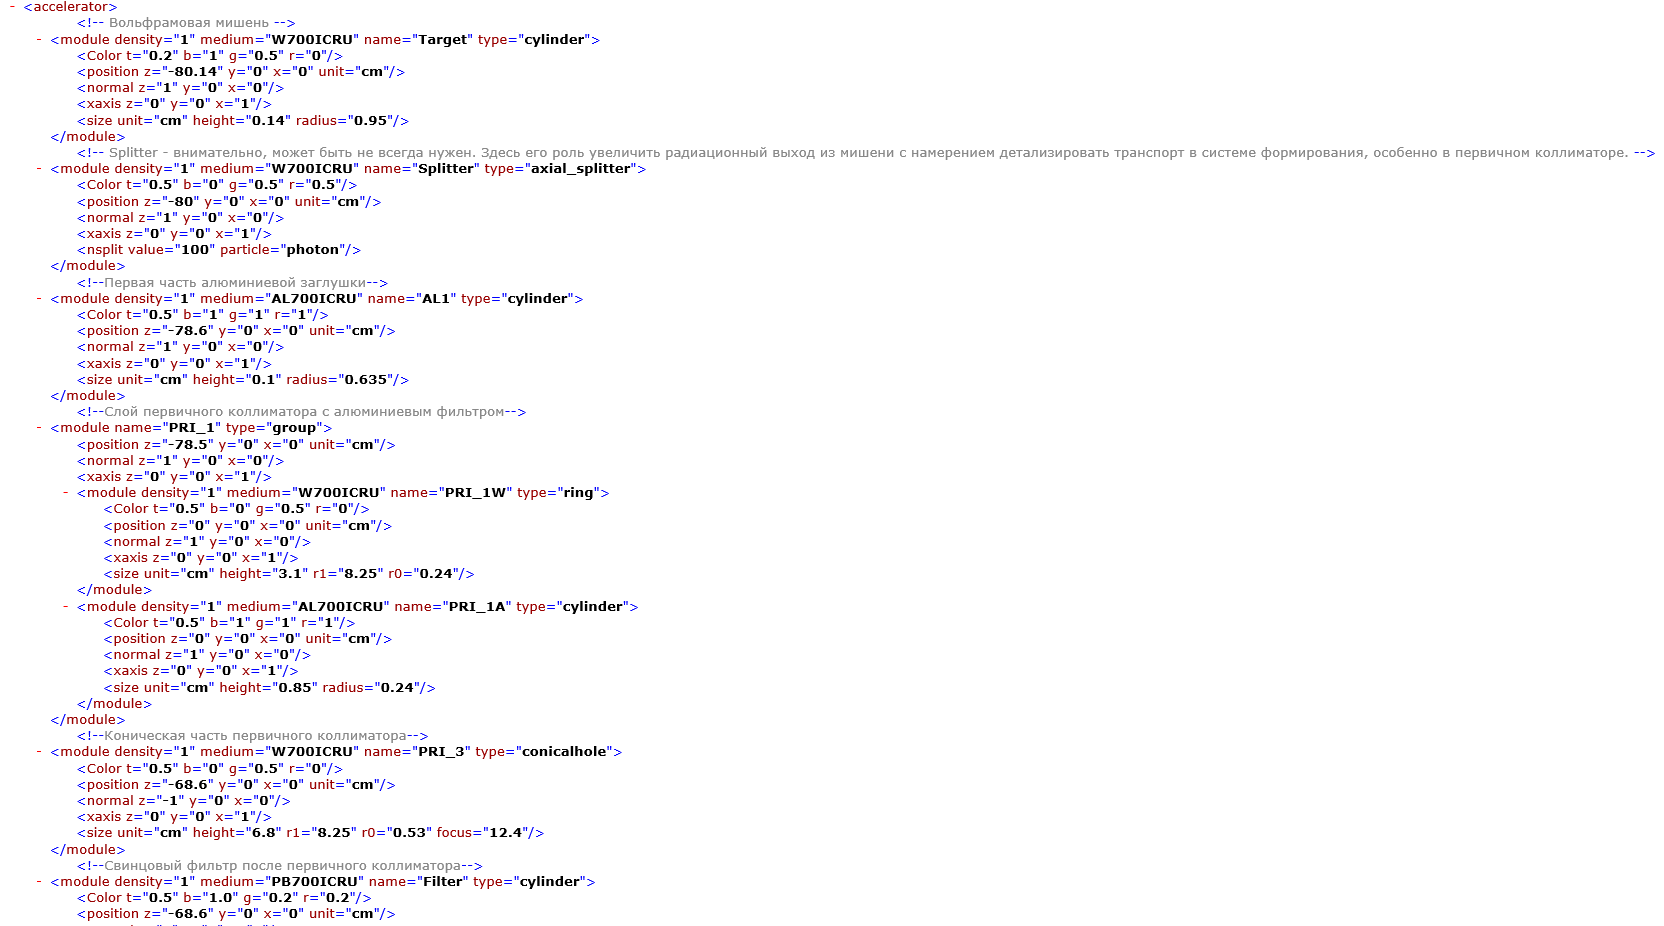 - <accelerator>
<!-- Вольфрамовая мишень -->
- <module density="1" medium="W700ICRU" name="Target" type="cylinder">
<Color t="0.2" b="1" g="0.5" r="0"/>
<position z="-80.14" y="0" x="0" unit="cm"/>
<normal z="1" y="0" x="0"/>
<xaxis z="0" y="0" x="1"/>
<size unit="cm" height="0.14" radius="0.95"/>
</module>
<!-- Splitter - внимательно, может быть не всегда нужен. Здесь его роль увеличить радиационный выход из мишени с намерением детализировать транспорт в системе формирования, особенно в первичном коллиматоре. -->
- <module density="1" medium="W700ICRU" name="Splitter" type="axial_splitter">
<Color t="0.5" b="0" g="0.5" r="0.5"/>
<position z="-80" y="0" x="0" unit="cm"/>
<normal z="1" y="0" x="0"/>
<xaxis z="0" y="0" x="1"/>
<nsplit value="100" particle="photon"/>
</module>
<!--Первая часть алюминиевой заглушки-->
- <module density="1" medium="AL700ICRU" name="AL1" type="cylinder">
<Color t="0.5" b="1" g="1" r="1"/>
<position z="-78.6" y="0" x="0" unit="cm"/>
<normal z="1" y="0" x="0"/>
<xaxis z="0" y="0" x="1"/>
<size unit="cm" height="0.1" radius="0.635"/>
</module>
<!--Слой первичного коллиматора с алюминиевым фильтром-->
- <module name="PRI_1" type="group">
<position z="-78.5" y="0" x="0" unit="cm"/>
<normal z="1" y="0" x="0"/>
<xaxis z="0" y="0" x="1"/>
- <module density="1" medium="W700ICRU" name="PRI_1W" type="ring">
<Color t="0.5" b="0" g="0.5" r="0"/>
<position z="0" y="0" x="0" unit="cm"/>
<normal z="1" y="0" x="0"/>
<xaxis z="0" y="0" x="1"/>
<size unit="cm" height="3.1" r1="8.25" r0="0.24"/>
</module>
- <module density="1" medium="AL700ICRU" name="PRI_1A" type="cylinder">
<Color t="0.5" b="1" g="1" r="1"/>
<position z="0" y="0" x="0" unit="cm"/>
<normal z="1" y="0" x="0"/>
<xaxis z="0" y="0" x="1"/>
<size unit="cm" height="0.85" radius="0.24"/>
</module>
</module>
<!--Коническая часть первичного коллиматора-->
- <module density="1" medium="W700ICRU" name="PRI_3" type="conicalhole">
<Color t="0.5" b="0" g="0.5" r="0"/>
<position z="-68.6" y="0" x="0" unit="cm"/>
<normal z="-1" y="0" x="0"/>
<xaxis z="0" y="0" x="1"/>
<size unit="cm" height="6.8" r1="8.25" r0="0.53" focus="12.4"/>
</module>
<!--Свинцовый фильтр после первичного коллиматора-->
- <module density="1" medium="PB700ICRU" name="Filter" type="cylinder">
<Color t="0.5" b="1.0" g="0.2" r="0.2"/>
<position z="-68.6" y="0" x="0" unit="cm"/>